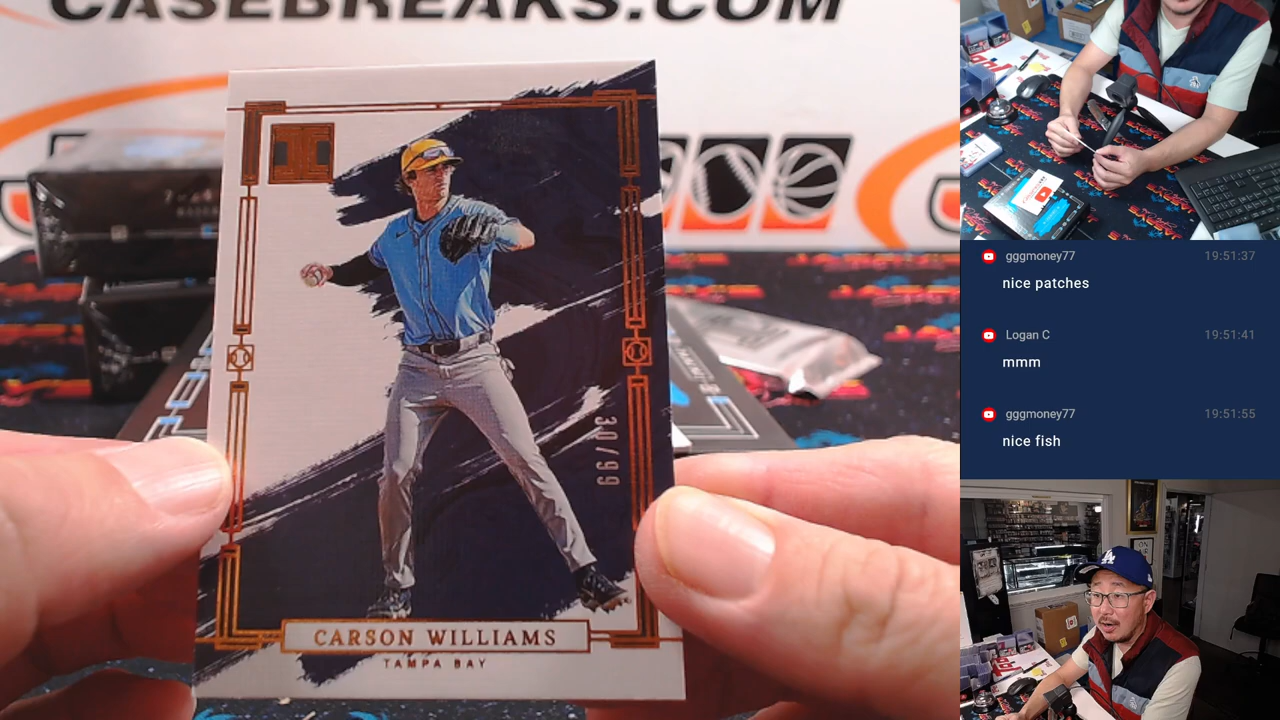 CASEBREAKS.COM
30/99
CARSON WILLIAMS
TAMPA BAY
gggmoney77 19:51:37
nice patches
Logan C 19:51:41
mmm
gggmoney77 19:51:55
nice fish